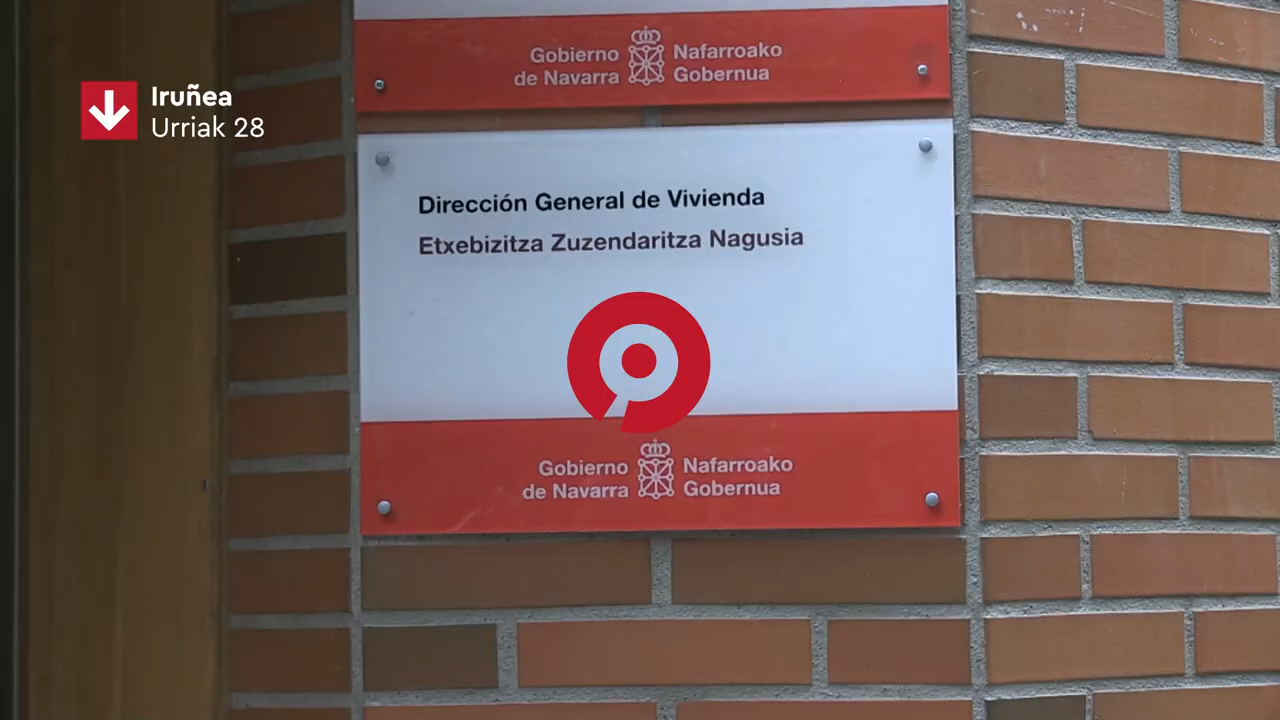 Gobierno
de Navarra
Nafarroako
Gobernua
Iruñea
Urriak 28
Dirección General de Vivienda
Etxebizitza Zuzendaritza Nagusia
Gobierno
de Navarra
Nafarroako
Gobernua